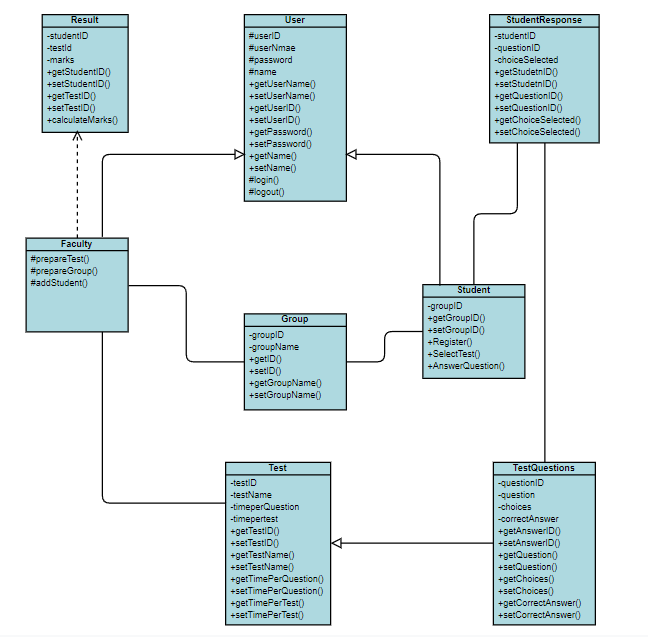 Result
-studentID
-testId
-marks
+getStudentID()
+setStudentID()
+getTestID()
+setTestID()
+calculateMarks()
User
#userID
#userNmae
#password
#name
+getUserName()
+setUserName()
+getUserID()
+setUserID()
+getPassword()
+setPassword()
+getName()
+setName()
#login()
#logout()
StudentResponse
-studentID
-questionID
-choiceSelected
+getStudetnID()
+setStudetnID()
+getQuestionID()
+setQuestionID()
+getChoiceSelected()
+setChoiceSelected()
Faculty
#prepareTest()
#prepareGroup()
#addStudent()
Group
-groupID
-groupName
+getID()
+setID()
+getGroupName()
+setGroupName()
Student
-groupID
+getGroupID()
+setGroupID()
+Register()
+SelectTest()
+AnswerQuestion()
Test
-testID
-testName
-timeperQuestion
-timepertest
+getTestID()
+setTestID()
+getTestName()
+setTestName()
+getTimePerQuestion()
+setTimePerQuestion()
+getTimePerTest()
+setTimePerTest()
TestQuestions
-questionID
-question
-choices
-correctAnswer
+getAnswerID()
+setAnswerID()
+getQuestion()
+setQuestion()
+getChoices()
+setChoices()
+getCorrectAnswer()
+setCorrectAnswer()